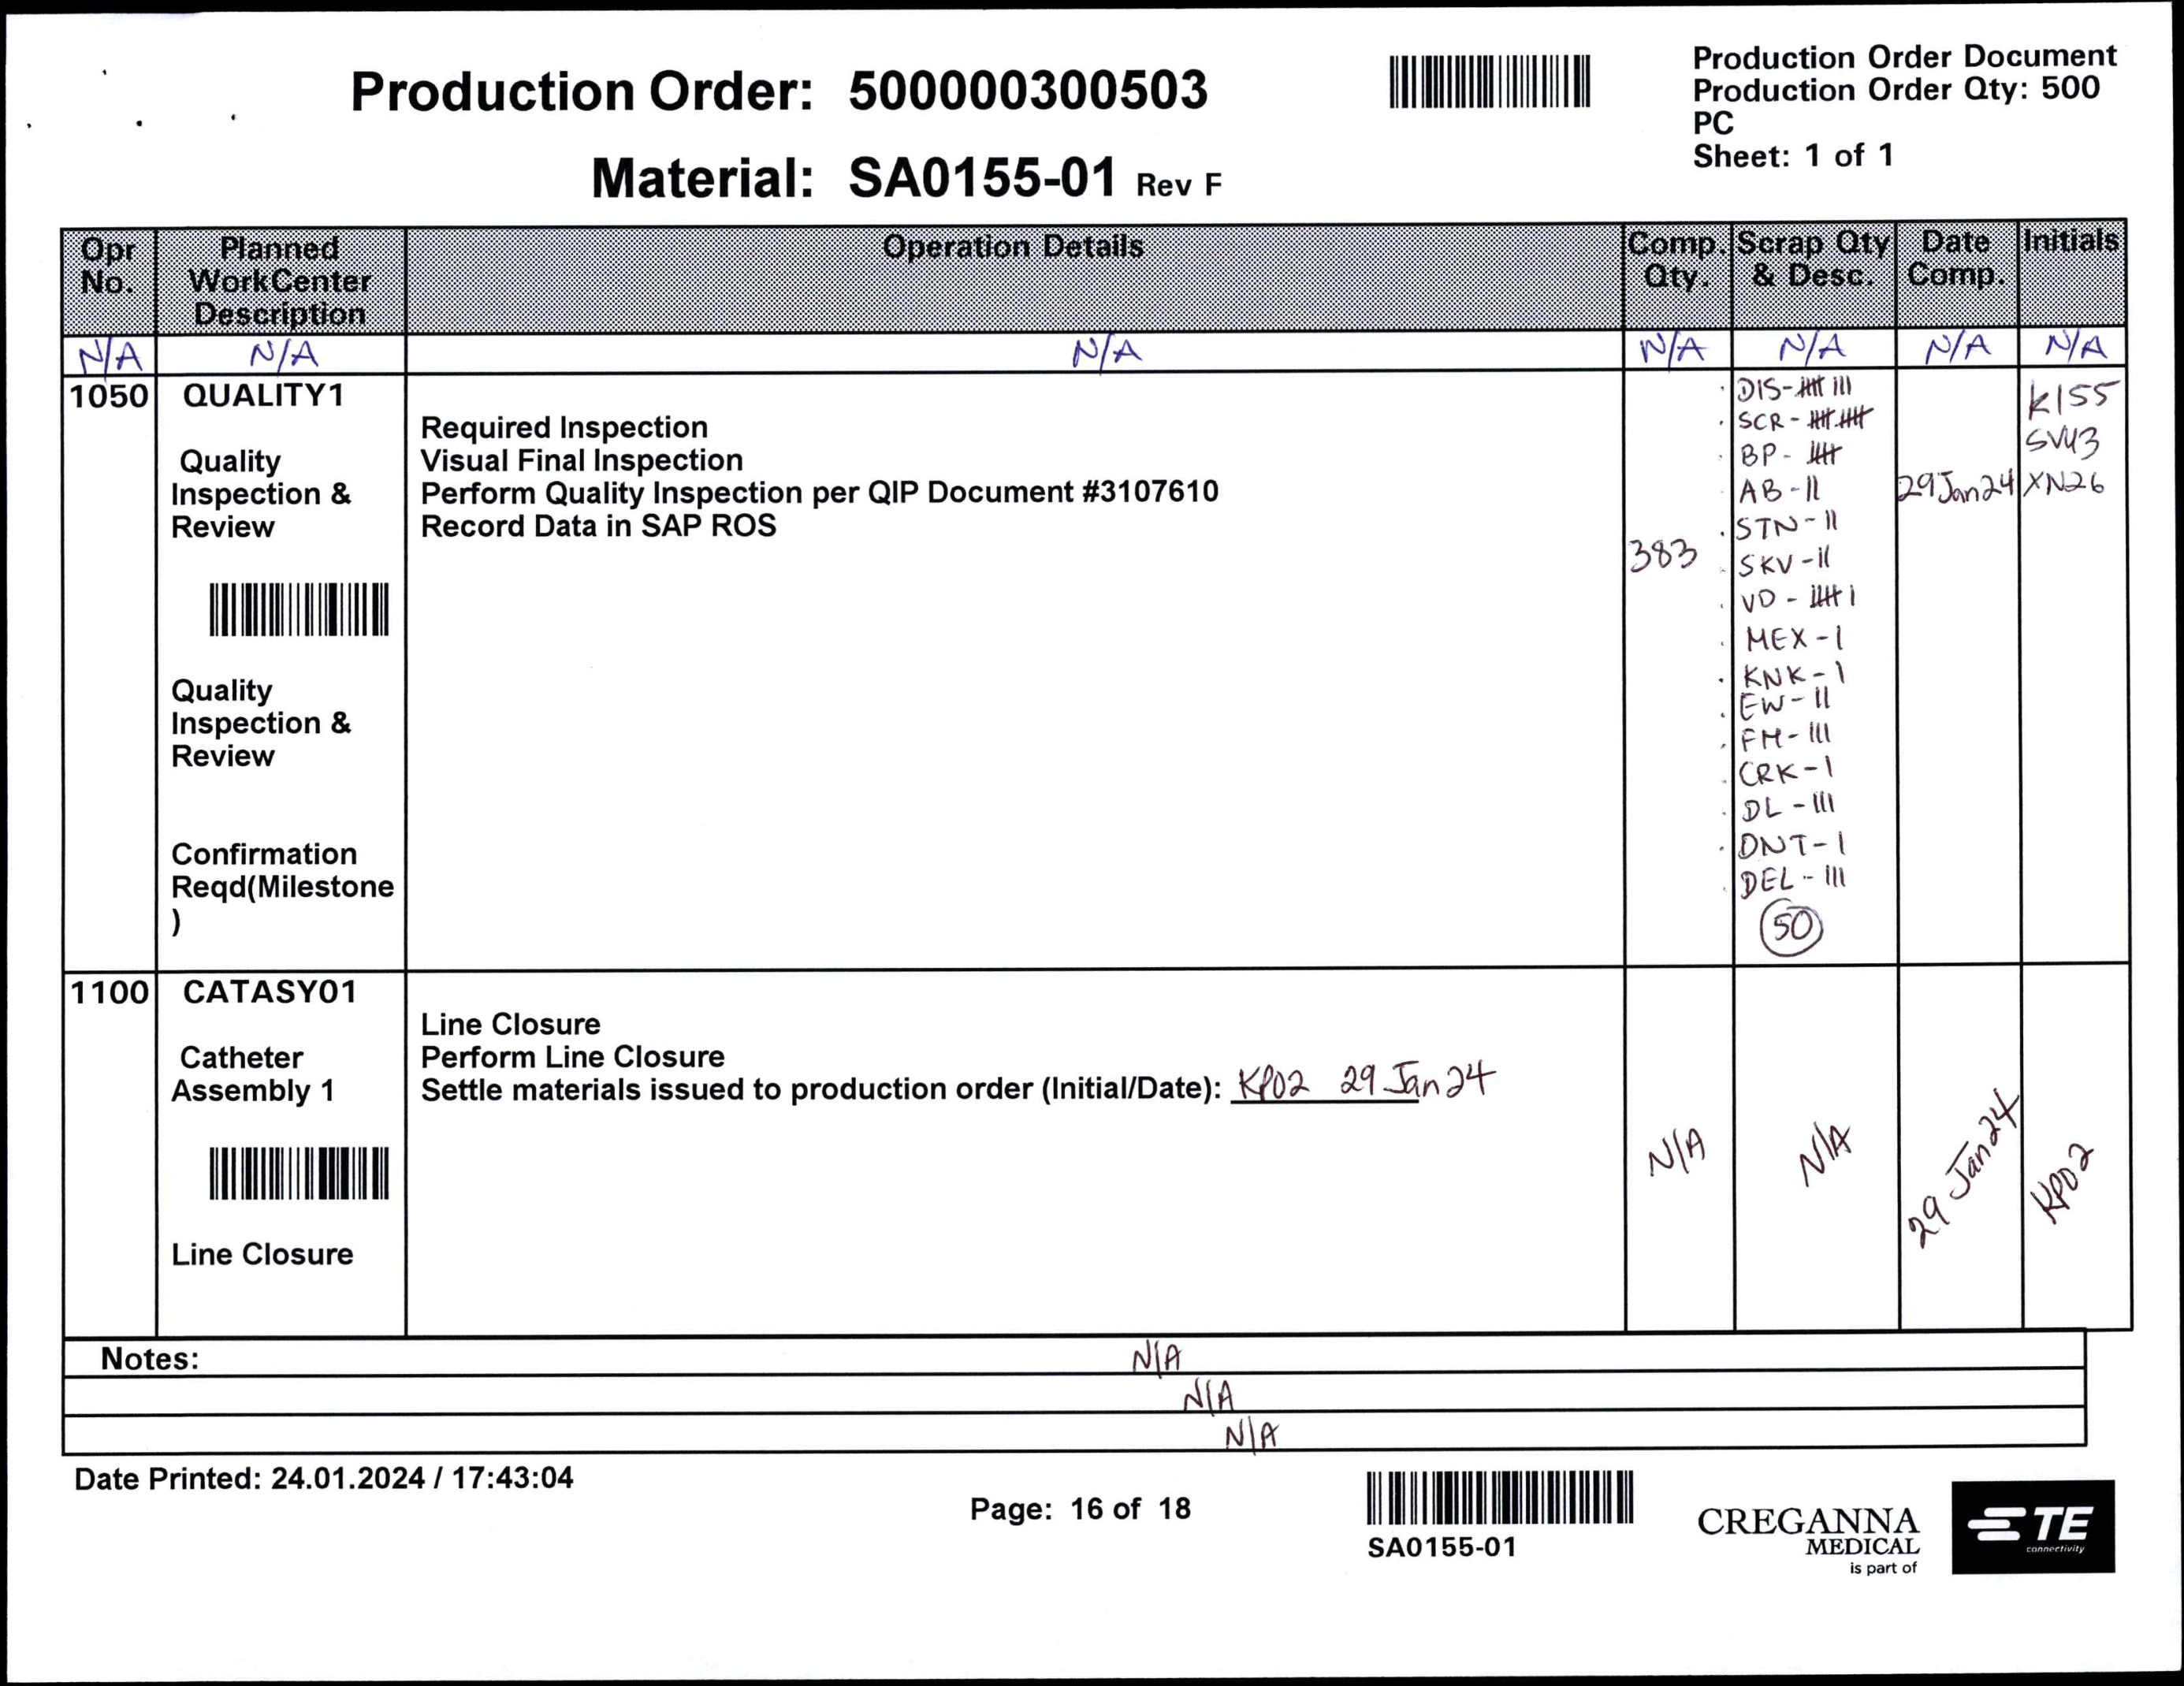 Production Order: 500000300503
Material: SA0155-01 Rev F
Production Order Document
Production Order Qty: 500
PC
Sheet: 1 of 1
Opr No. Planned WorkCenter Description Operation Details Comp. Qty. Scrap Qty & Desc. Date Comp. Initials
N/A N/A N/A N/A N/A N/A N/A
1050 QUALITY1
Quality
Inspection &
Review
Quality
Inspection &
Review
Confirmation
Reqd(Milestone
)
Required Inspection
Visual Final Inspection
Perform Quality Inspection per QIP Document #3107610
Record Data in SAP ROS
383
DIS- 卌 III
SCR - 卌 卌
BP - 卌
AB - II
STN - II
SKV - II
VD - 卌 I
MEX - I
KNK - I
EW - II
FM - III
CRK - I
DL - III
DNT - I
DEL - III
50
29Jan24
K155
SV43
XN26
1100 CATASY01
Catheter
Assembly 1
Line Closure
Line Closure
Perform Line Closure
Settle materials issued to production order (Initial/Date): KP02 29Jan24
N/A N/A 29 Jan24 KP02
Notes: N/A
N/A
N/A
Date Printed: 24.01.2024 / 17:43:04
Page: 16 of 18
SA0155-01
CREGANNA
MEDICAL
is part of
TE
connectivity